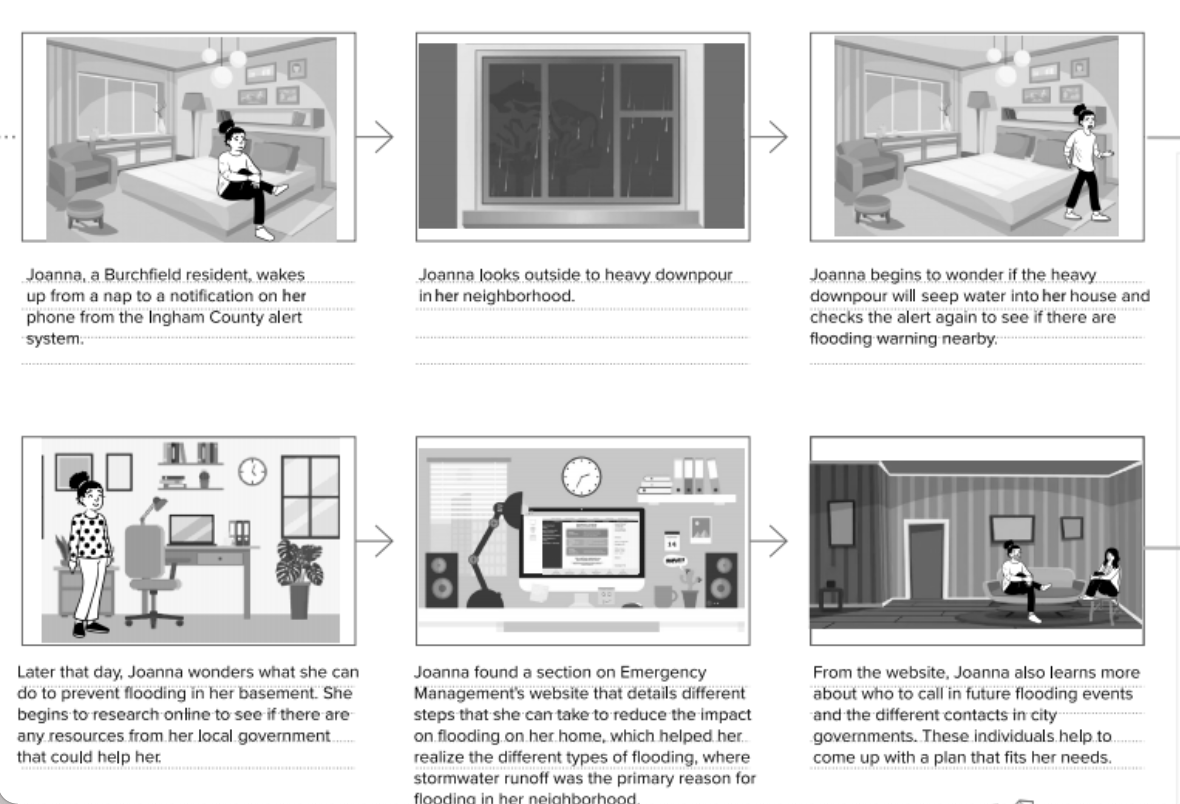 Joanna, a Burchfield resident, wakes
up from a nap to a notification on her
phone from the Ingham County alert
system.
Joanna looks outside to heavy downpour
in her neighborhood.
Joanna begins to wonder if the heavy
downpour will seep water into her house and
checks the alert again to see if there are
flooding warning nearby.
Later that day, Joanna wonders what she can
do to prevent flooding in her basement. She
begins to research online to see if there are
any resources from her local government
that could help her.
Joanna found a section on Emergency
Management's website that details different
steps that she can take to reduce the impact
on flooding on her home, which helped her
realize the different types of flooding, where
stormwater runoff was the primary reason for
flooding in her neighborhood.
From the website, Joanna also learns more
about who to call in future flooding events
and the different contacts in city
governments. These individuals help to
come up with a plan that fits her needs.